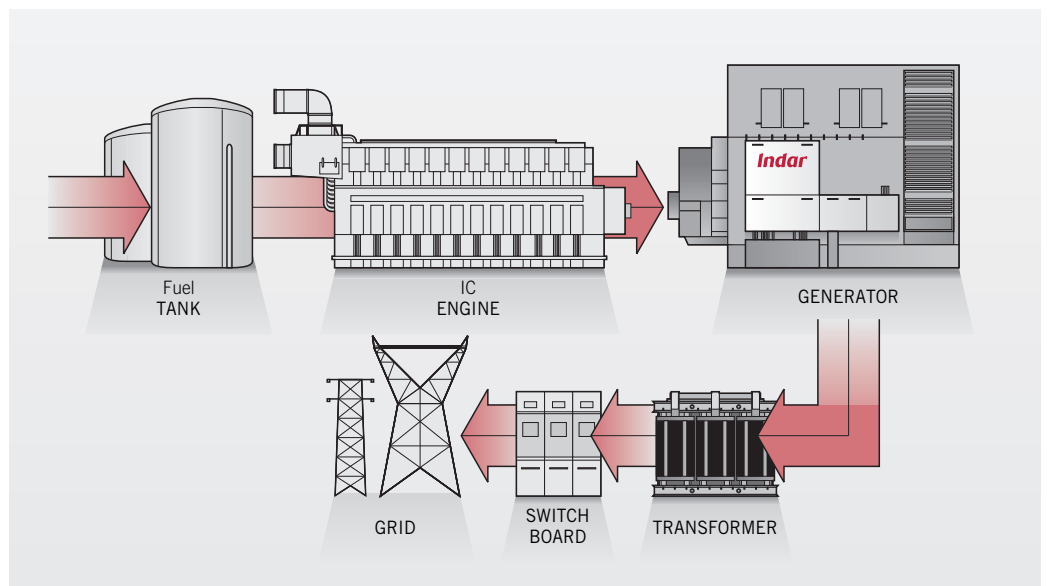 Indar
Fuel
TANK
IC
ENGINE
GENERATOR
GRID
SWITCH
BOARD
TRANSFORMER